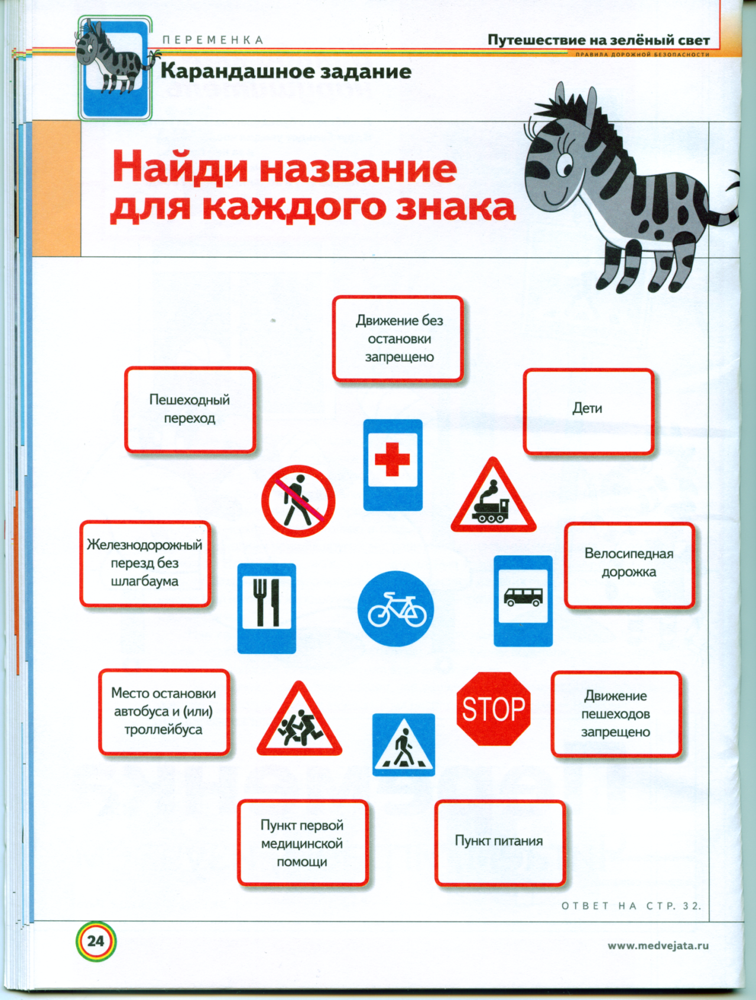 ПЕРЕМЕНКА
Путешествие на зелёный свет
ПРАВИЛА ДОРОЖНОЙ БЕЗОПАСНОСТИ
Карандашное задание
Найди название
для каждого знака
Движение без
остановки
запрещено
Пешеходный
переход
Дети
Железнодорожный
перезд без
шлагбаума
Велосипедная
дорожка
Место остановки
автобуса и (или)
троллейбуса
STOP
Движение
пешеходов
запрещено
Пункт первой
медицинской
помощи
Пункт питания
ОТВЕТ НА СТР. 32.
24
www.medvejata.ru